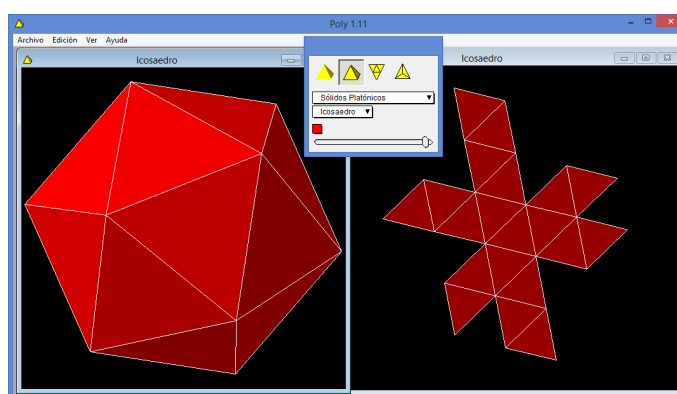 Poly 1.11
Archivo Edición Ver Ayuda
Icosaedro
Icosaedro
Sólidos Platónicos
Icosaedro